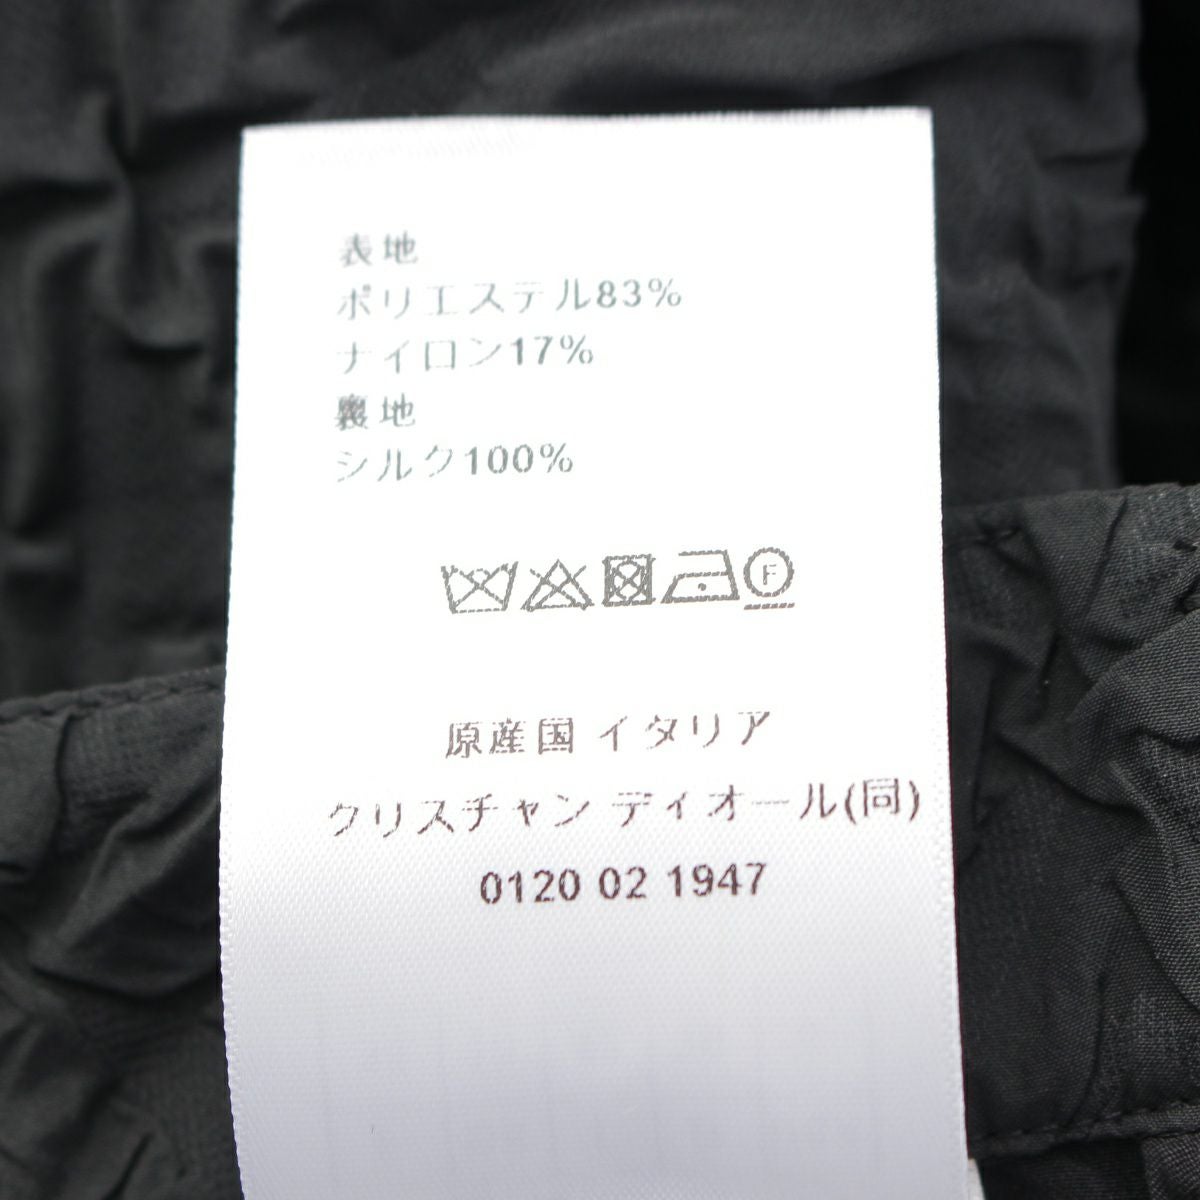 表地
ポリエステル83%
ナイロン17%
裏地
シルク100%
F
原産国 イタリア
クリスチャン ディオール(同)
0120 02 1947